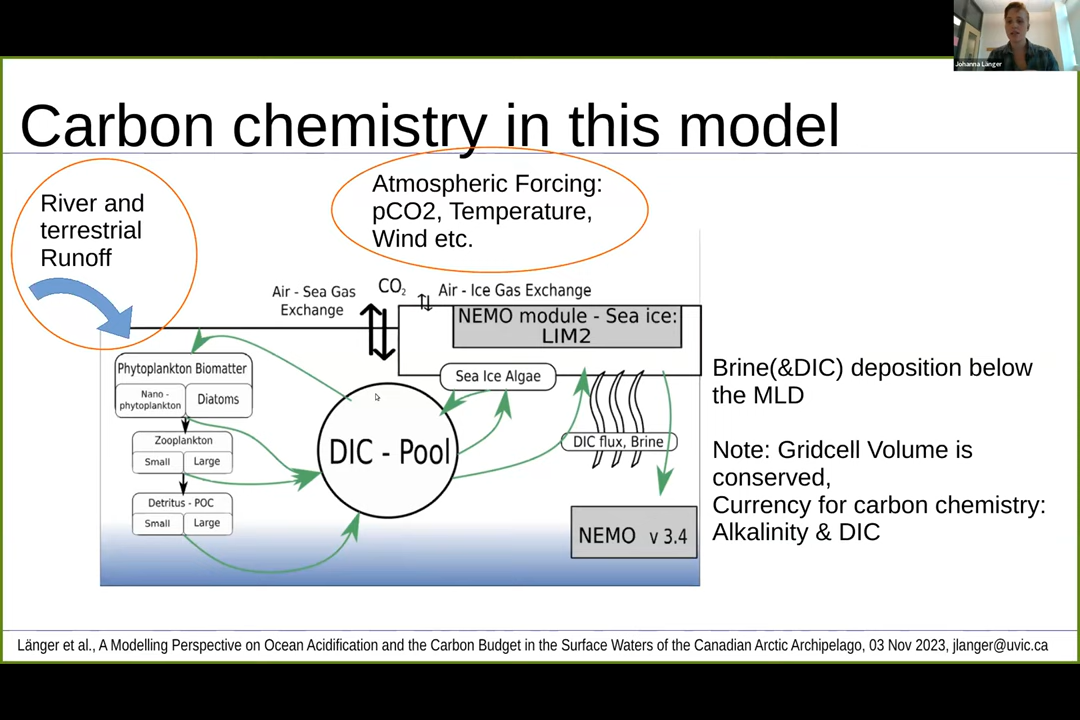 Johanna Länger
Carbon chemistry in this model
River and
terrestrial
Runoff
Atmospheric Forcing:
pCO2, Temperature,
Wind etc.
Air - Sea Gas
Exchange
CO₂
Air - Ice Gas Exchange
NEMO module - Sea ice:
LIM2
Phytoplankton Biomatter
Nano -
phytoplankton
Diatoms
Sea Ice Algae
Zooplankton
Small
Large
DIC - Pool
DIC flux, Brine
Detritus - POC
Small
Large
NEMO v 3.4
Brine(&DIC) deposition below
the MLD
Note: Gridcell Volume is
conserved,
Currency for carbon chemistry:
Alkalinity & DIC
Länger et al., A Modelling Perspective on Ocean Acidification and the Carbon Budget in the Surface Waters of the Canadian Arctic Archipelago, 03 Nov 2023, jlanger@uvic.ca